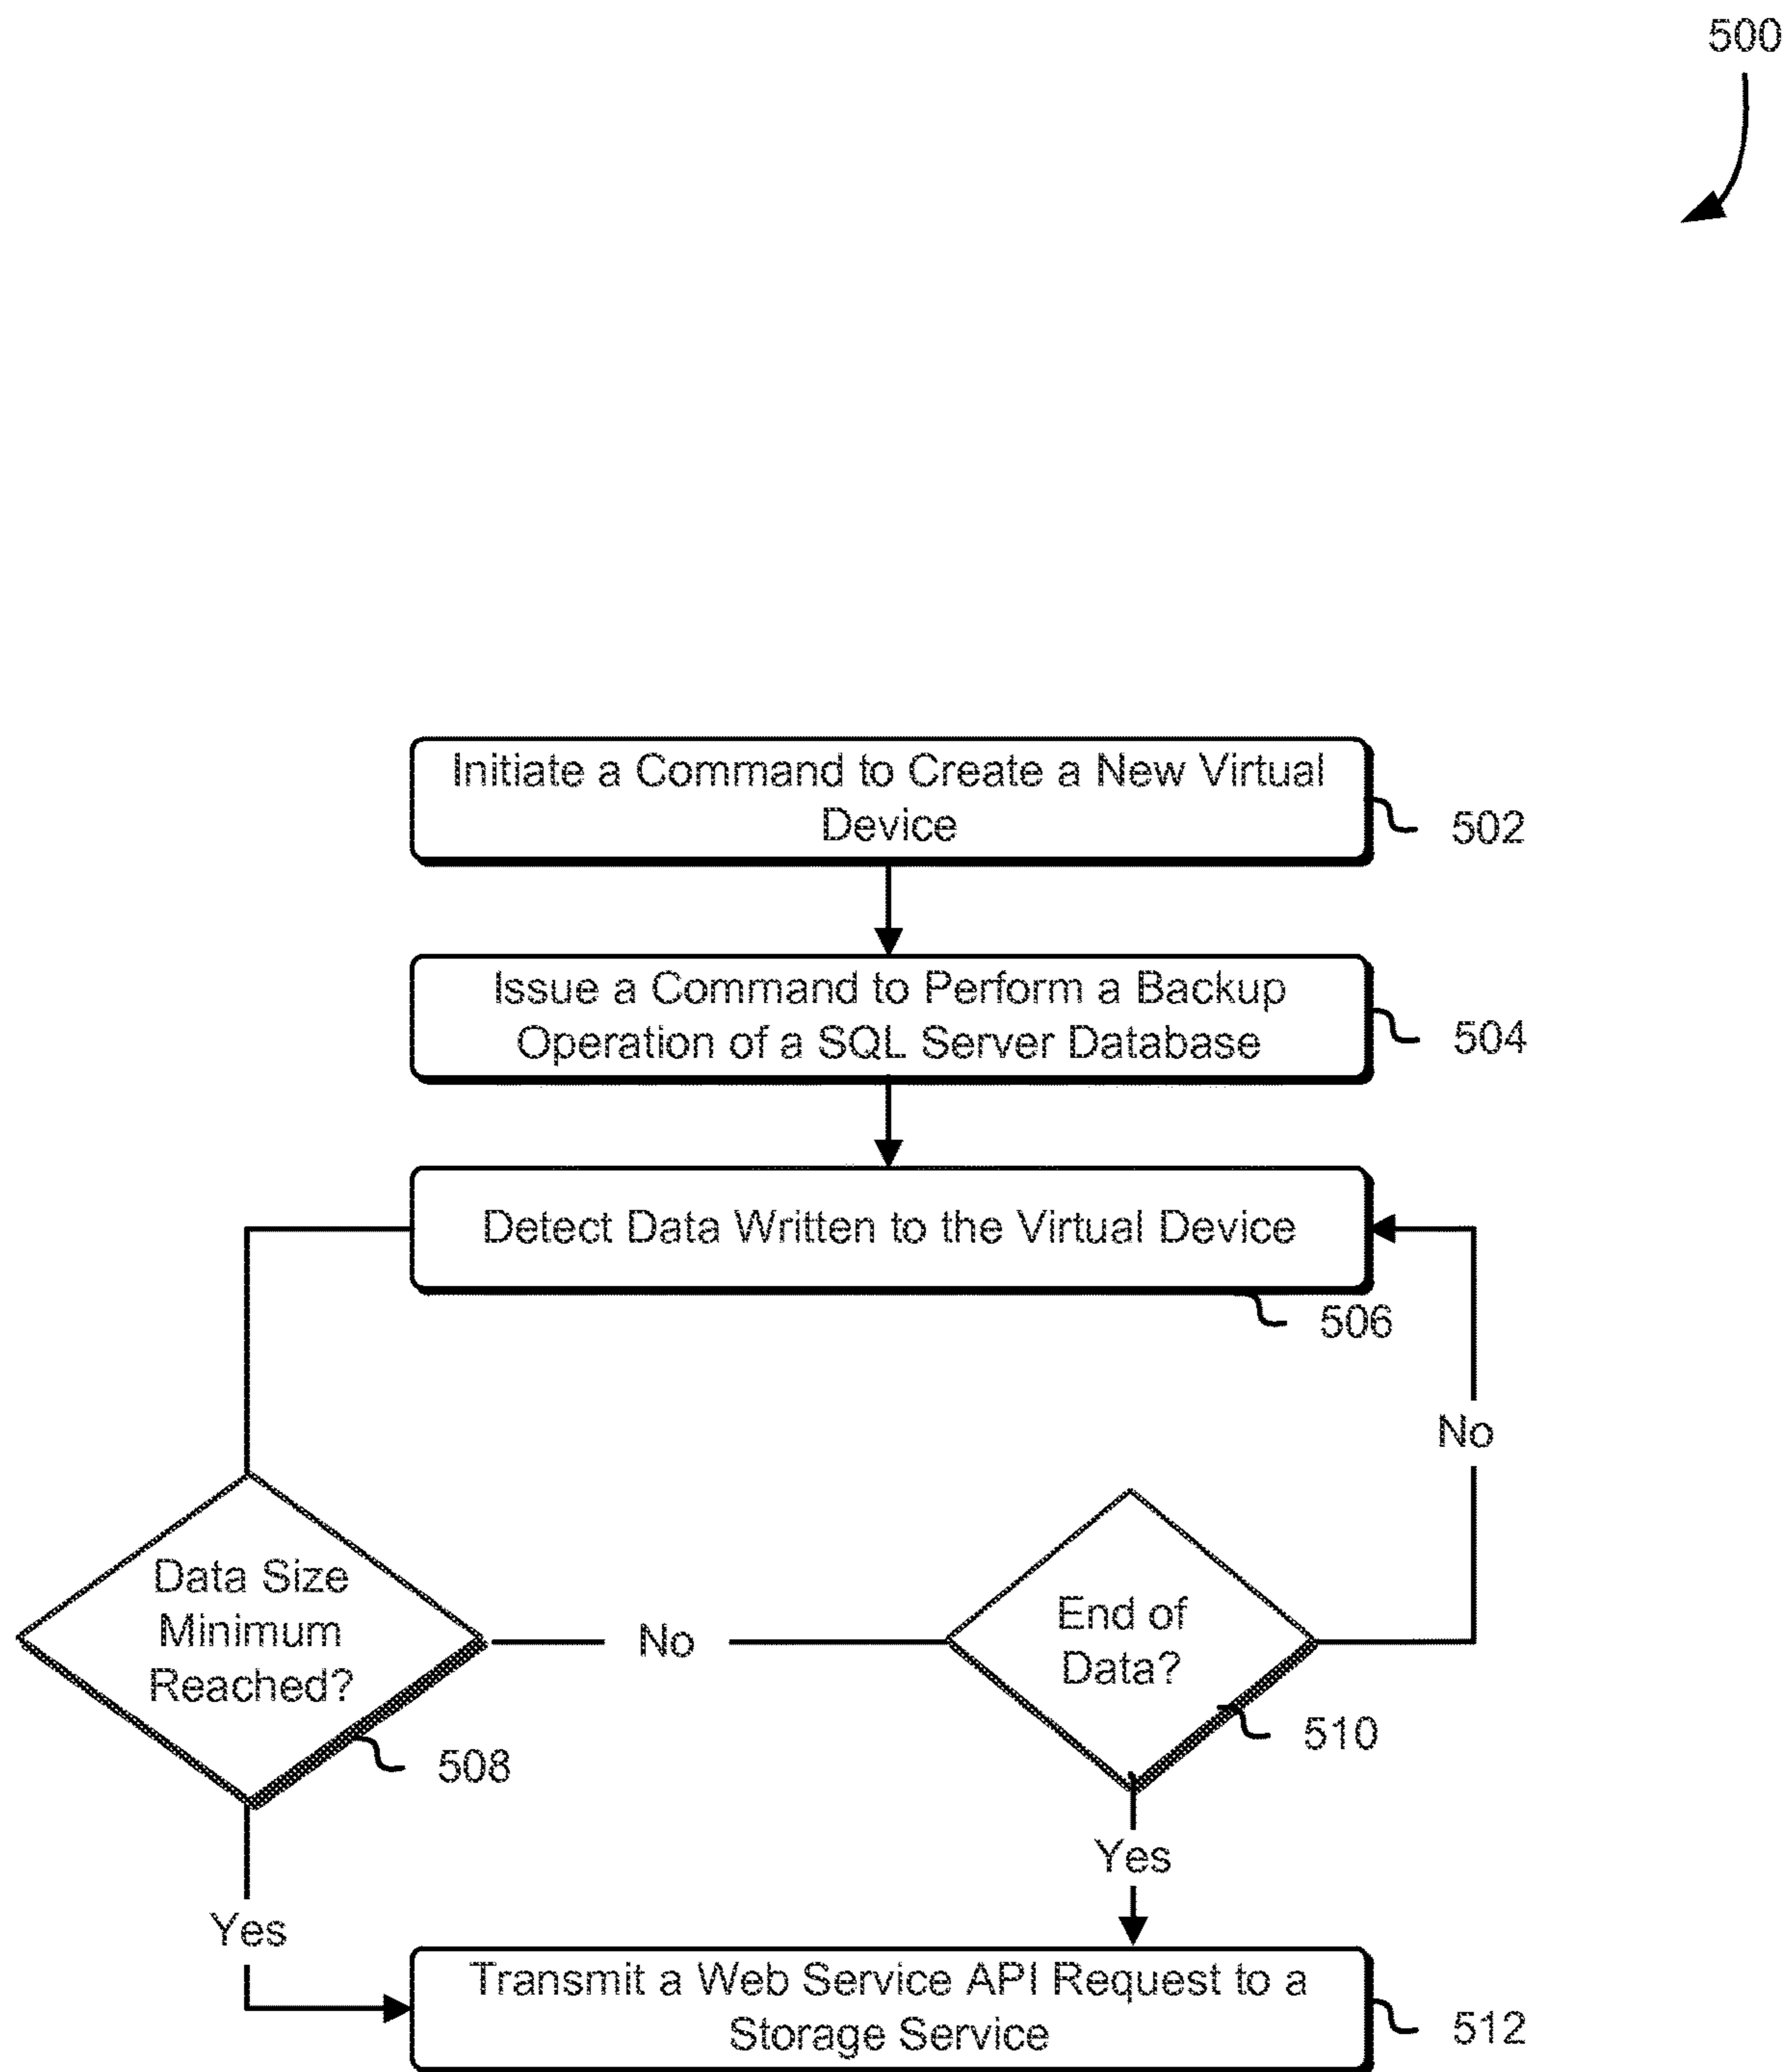 500
Initiate a Command to Create a New Virtual
Device
502
Issue a Command to Perform a Backup
Operation of a SQL Server Database
504
Detect Data Written to the Virtual Device
506
No
Data Size
Minimum
Reached?
508
No
End of
Data?
510
Yes
Yes
Transmit a Web Service API Request to a
Storage Service
512